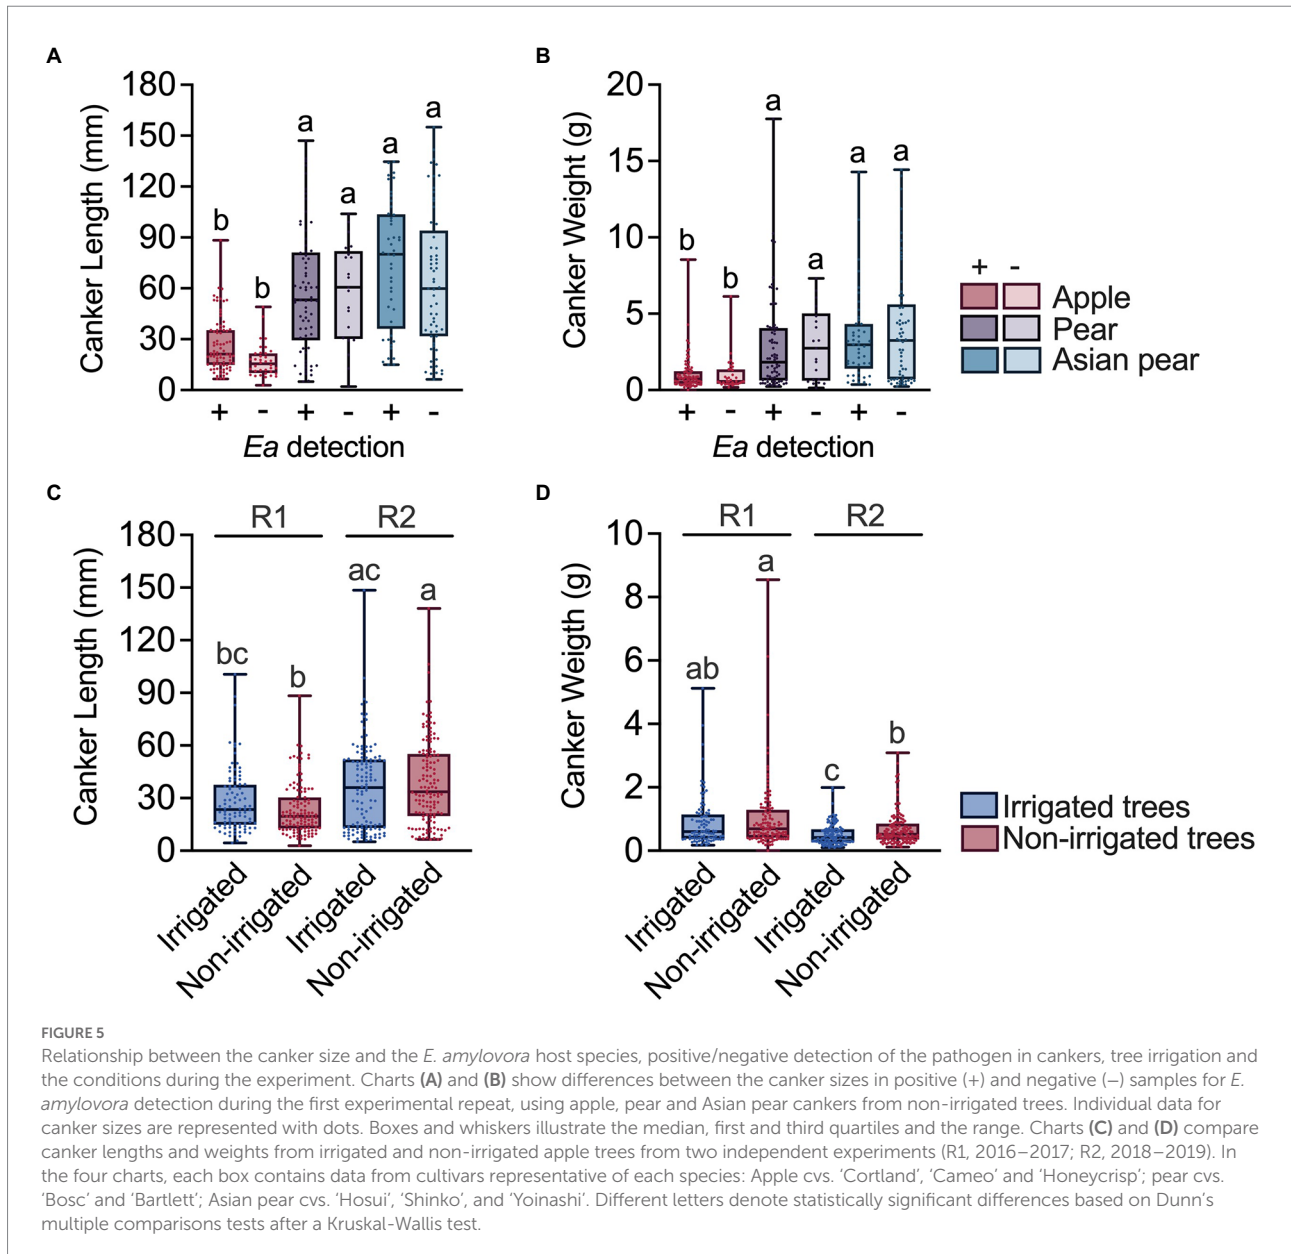 A
Canker Length (mm)
180
150
120
90
60
30
0
b
b
a
a
a
a
+ - + - + -
Ea detection
B
Canker Weight (g)
20
15
10
5
0
b
b
a
a
a
a
+ - + - + -
Ea detection
+ -
Apple
Pear
Asian pear
C
Canker Length (mm)
180
150
120
90
60
30
0
R1 R2
bc
b
ac
a
Irrigated
Non-irrigated
Irrigated
Non-irrigated
D
Canker Weigth (g)
10
8
6
4
2
0
R1 R2
ab
a
c
b
Irrigated
Non-irrigated
Irrigated
Non-irrigated
Irrigated trees
Non-irrigated trees
FIGURE 5
Relationship between the canker size and the E. amylovora host species, positive/negative detection of the pathogen in cankers, tree irrigation and
the conditions during the experiment. Charts (A) and (B) show differences between the canker sizes in positive (+) and negative (−) samples for E.
amylovora detection during the first experimental repeat, using apple, pear and Asian pear cankers from non-irrigated trees. Individual data for
canker sizes are represented with dots. Boxes and whiskers illustrate the median, first and third quartiles and the range. Charts (C) and (D) compare
canker lengths and weights from irrigated and non-irrigated apple trees from two independent experiments (R1, 2016–2017; R2, 2018–2019). In
the four charts, each box contains data from cultivars representative of each species: Apple cvs. ‘Cortland’, ‘Cameo’ and ‘Honeycrisp’; pear cvs.
‘Bosc’ and ‘Bartlett’; Asian pear cvs. ‘Hosui’, ‘Shinko’, and ‘Yoinashi’. Different letters denote statistically significant differences based on Dunn’s
multiple comparisons tests after a Kruskal-Wallis test.